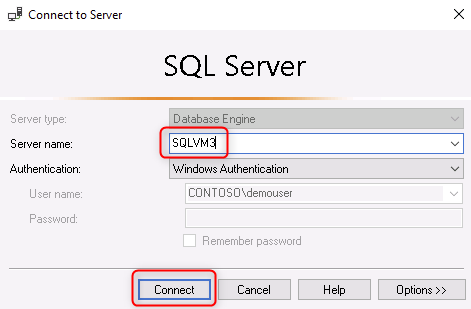 Connect to Server
SQL Server
Server type: Database Engine
Server name: SQLVM3
Authentication: Windows Authentication
User name: CONTOSO\demouser
Password:
Remember password
Connect Cancel Help Options >>